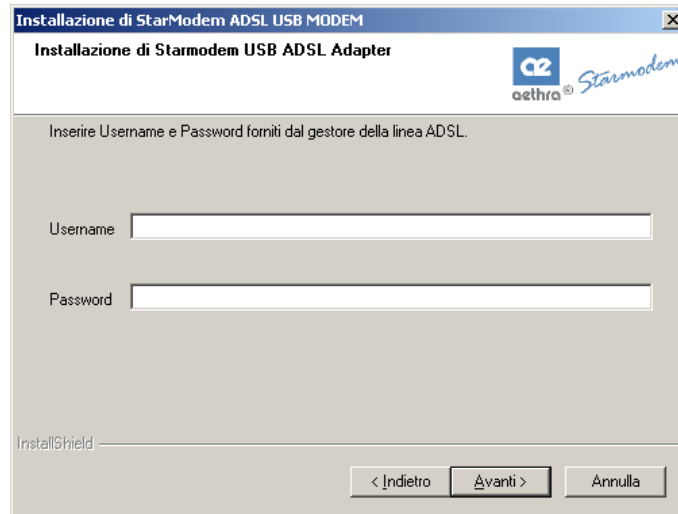 Installazione di StarModem ADSL USB MODEM
Installazione di Starmodem USB ADSL Adapter
aethra® Starmodem
Inserire Username e Password forniti dal gestore della linea ADSL.
Username
Password
InstallShield
< Indietro
Avanti >
Annulla